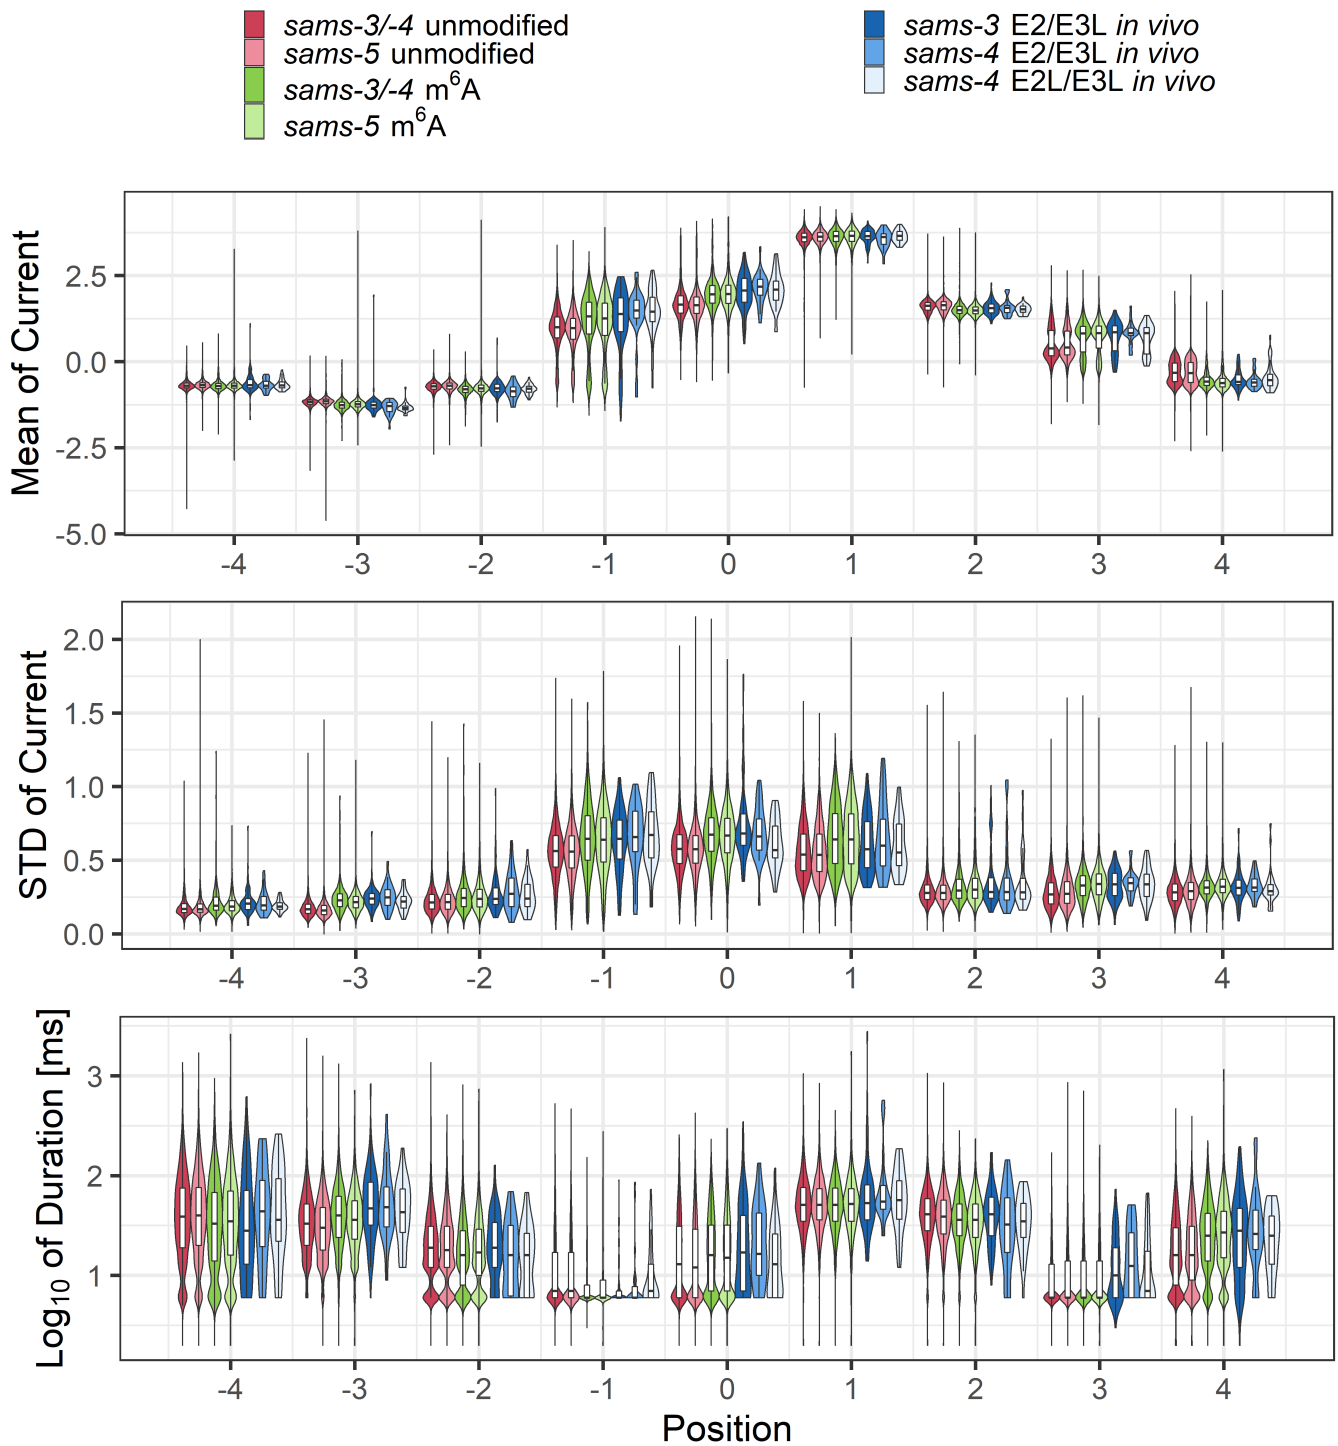 sams-3/-4 unmodified
sams-5 unmodified
sams-3/-4 m⁶A
sams-5 m⁶A
sams-3 E2/E3L in vivo
sams-4 E2/E3L in vivo
sams-4 E2L/E3L in vivo
Mean of Current
2.5
0.0
-2.5
-5.0
-4 -3 -2 -1 0 1 2 3 4
STD of Current
2.0
1.5
1.0
0.5
0.0
-4 -3 -2 -1 0 1 2 3 4
Log₁₀ of Duration [ms]
3
2
1
-4 -3 -2 -1 0 1 2 3 4
Position